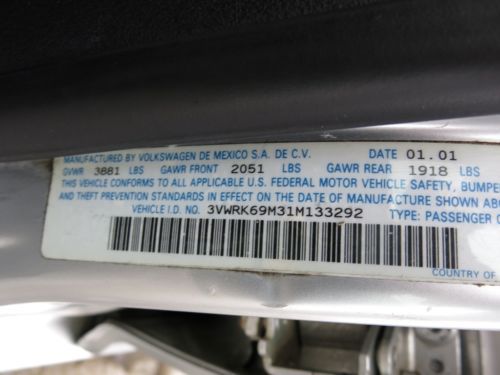 MANUFACTURED BY VOLKSWAGEN DE MEXICO S.A. DE C.V. DATE 01.01
GVWR 3881 LBS GAWR FRONT 2051 LBS GAWR REAR 1918 LBS
THIS VEHICLE CONFORMS TO ALL APPLICABLE U.S. FEDERAL MOTOR VEHICLE SAFETY, BUMPE
AND THEFT PREVENTION STANDARDS IN EFFECT ON THE DATE OF MANUFACTURE SHOWN ABO
VEHICLE I.D. NO. 3VWRK69M31M133292 TYPE: PASSENGER C
COUNTRY OF